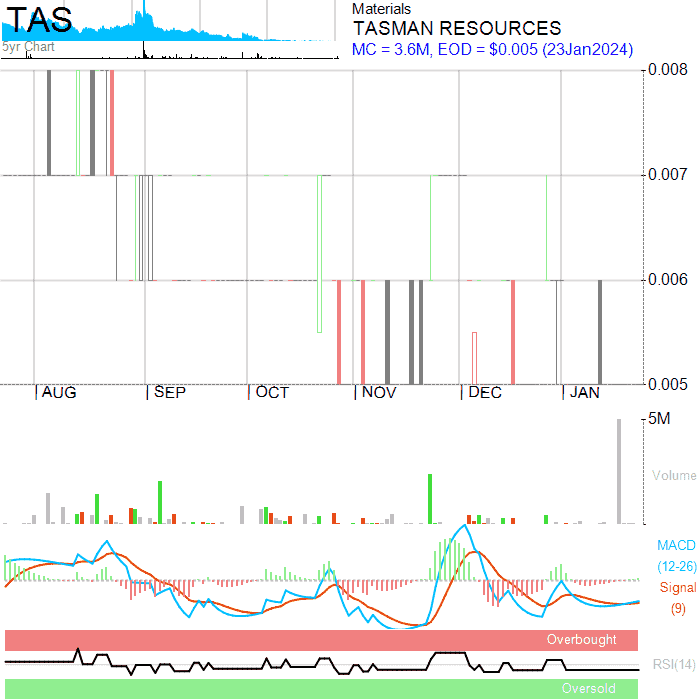 TAS
5yr Chart
Materials
TASMAN RESOURCES
MC = 3.6M, EOD = $0.005 (23Jan2024)
0.008
0.007
0.006
0.005
AUG SEP OCT NOV DEC JAN
5M
Volume
MACD
(12-26)
Signal
(9)
Overbought
RSI(14)
Oversold